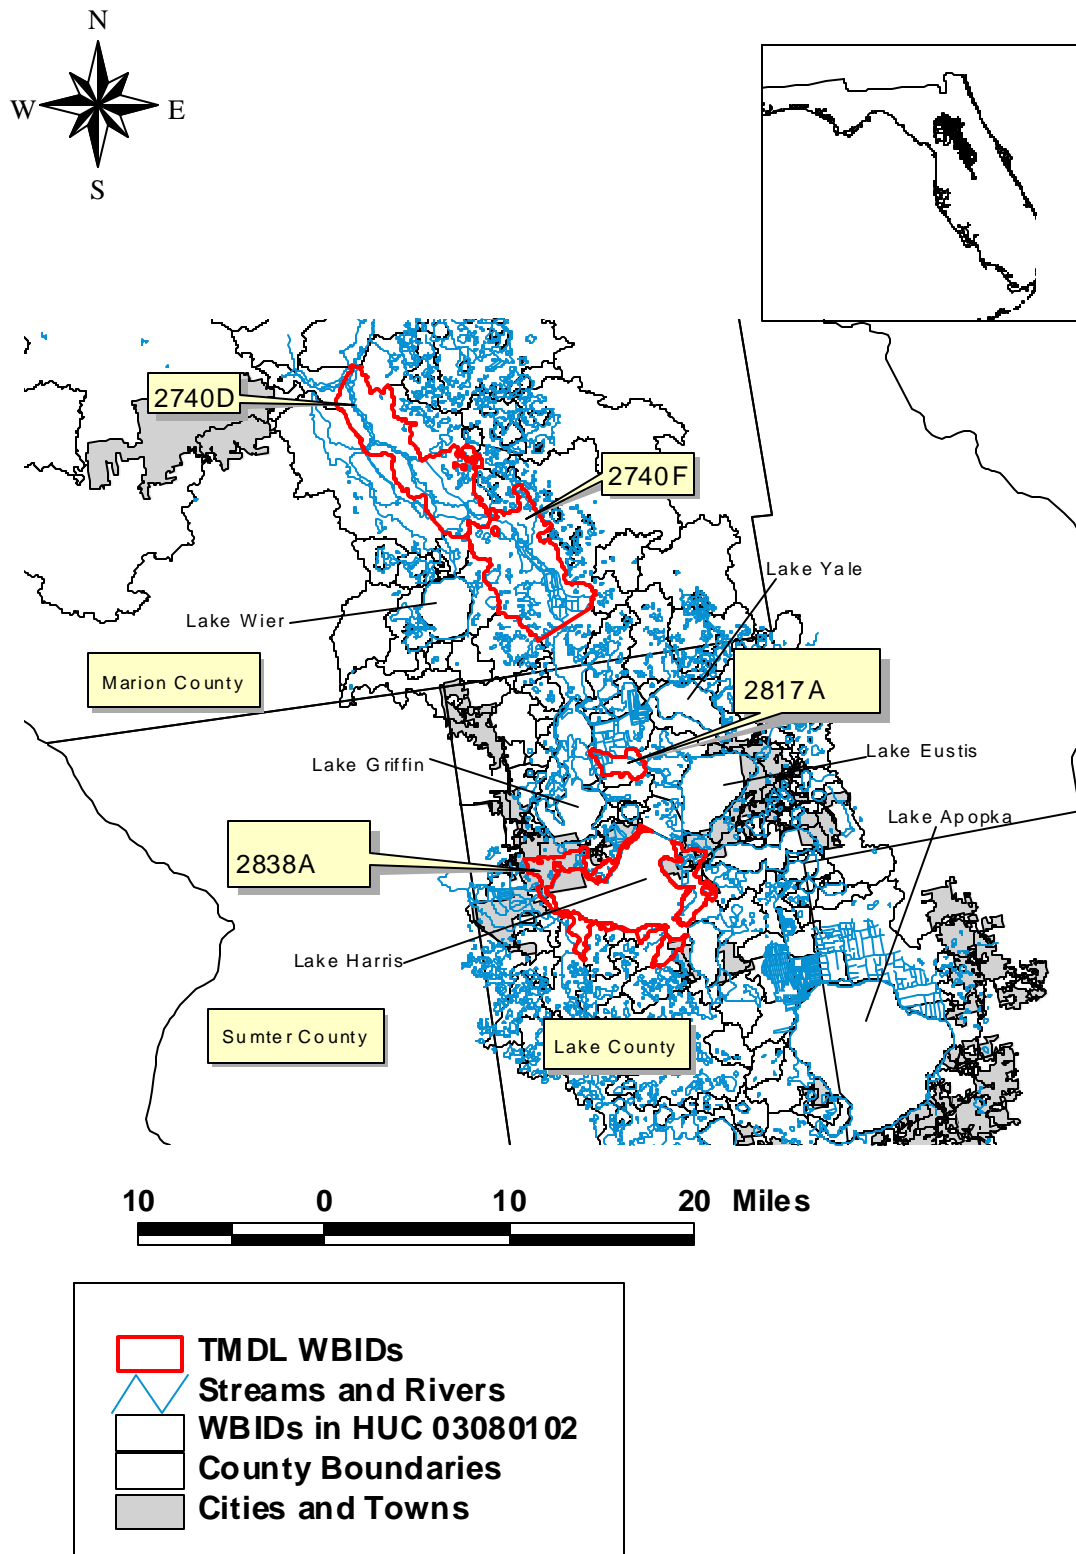 N
W E
S
2740D
2740F
Lake Yale
Lake Wier
Marion County
2817A
Lake Griffin
Lake Eustis
Lake Apopka
2838A
Lake Harris
Sumter County
Lake County
10 0 10 20 Miles
TMDL WBIDs
Streams and Rivers
WBIDs in HUC 03080102
County Boundaries
Cities and Towns